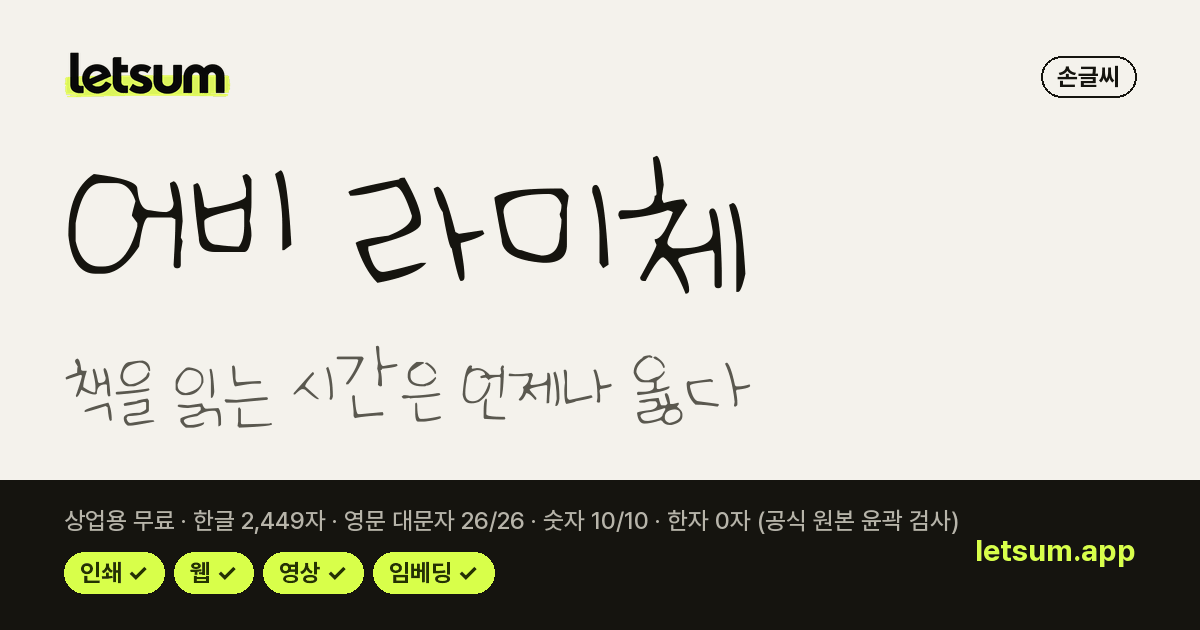 letsum
손글씨
어비 라미체
책을 읽는 시간은 언제나 옳다
상업용 무료 · 한글 2,449자 · 영문 대문자 26/26 · 숫자 10/10 · 한자 0자 (공식 원본 윤곽 검사)
인쇄 ✓ 웹 ✓ 영상 ✓ 임베딩 ✓
letsum.app